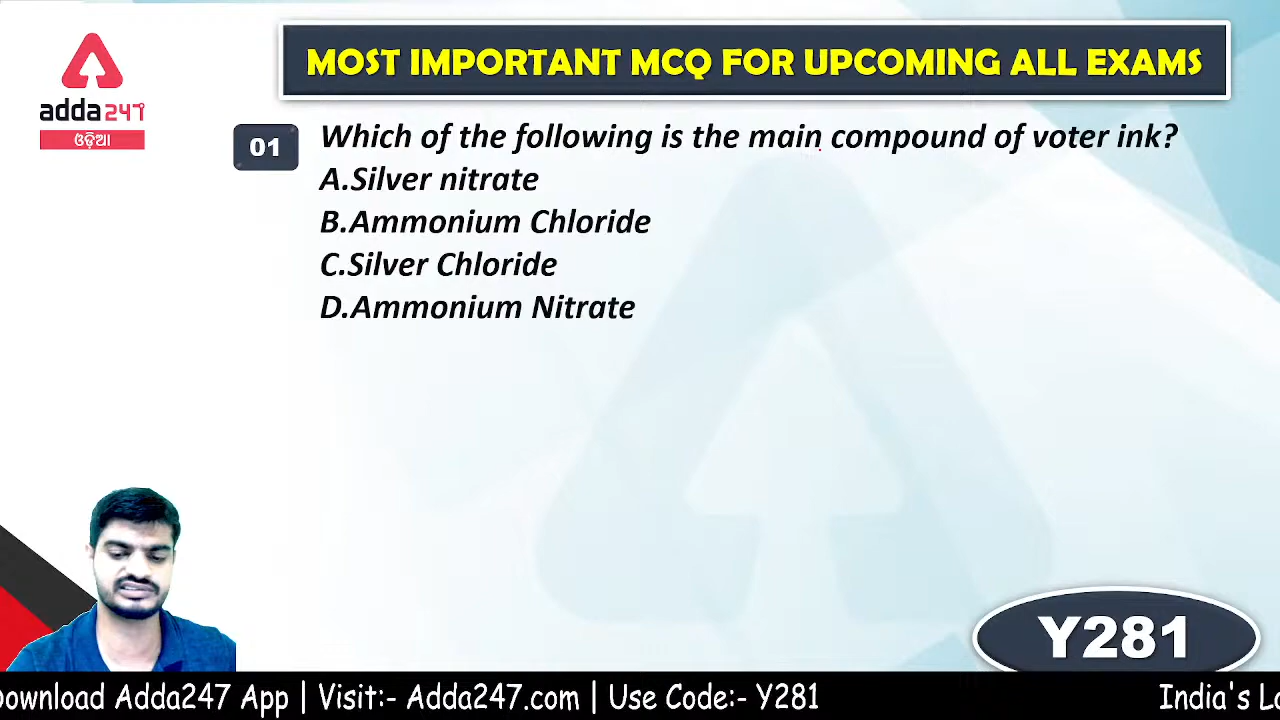 MOST IMPORTANT MCQ FOR UPCOMING ALL EXAMS
adda247
ଓଡ଼ିଆ
01
Which of the following is the main compound of voter ink?
A.Silver nitrate
B.Ammonium Chloride
C.Silver Chloride
D.Ammonium Nitrate
Y281
ownload Adda247 App | Visit:- Adda247.com | Use Code:- Y281
India's